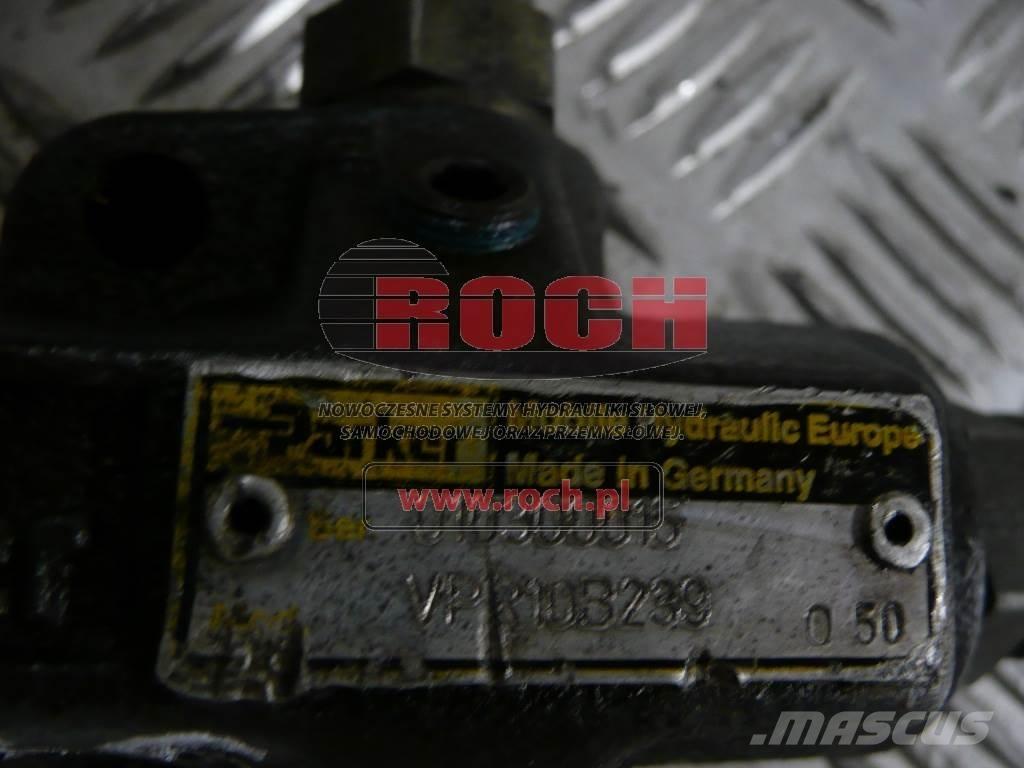 ROCH
NOWOCZESNE SYSTEMY HYDRAULIKI SIŁOWEJ,
SAMOCHODOWEJ ORAZ PRZEMYSŁOWEJ.
Hydraulic Europe
Made in Germany
www.roch.pl
VPR10B239
0 50
MASCUS